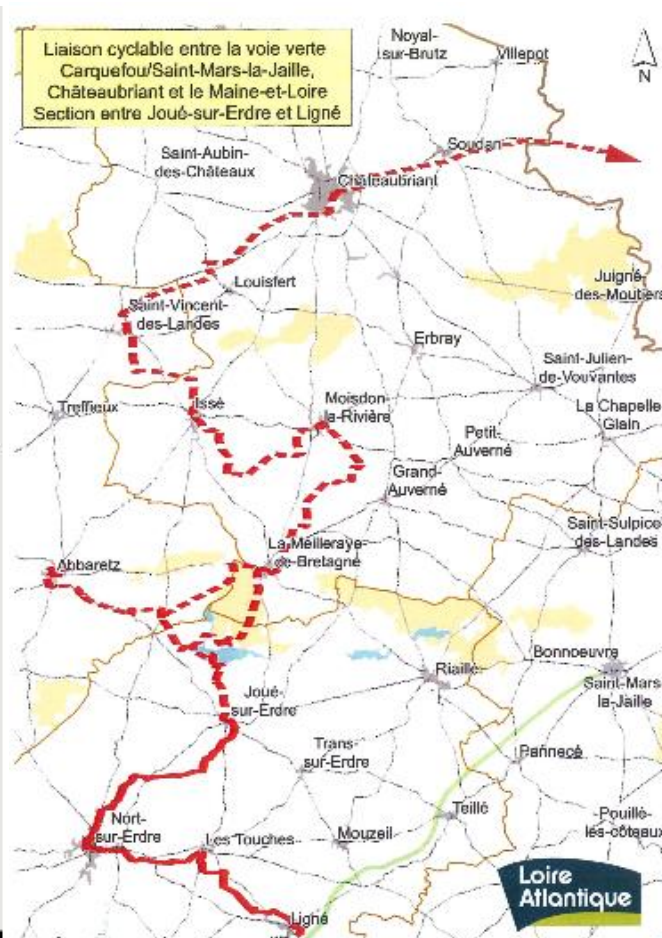 Liaison cyclable entre la voie verte
Carquefou/Saint-Mars-la-Jaille,
Châteaubriant et le Maine-et-Loire
Section entre Joué-sur-Erdre et Ligné
Noyal-
sur-Brutz
Villepot
N
Saint-Aubin-
des-Châteaux
Soudan
Châteaubriant
Louisfert
Juigné
des-Moutiers
Saint-Vincent-
des-Landes
Erbray
Saint-Julien-
de-Vouvantes
Treffieux
Issé
Moisdon-
la-Rivière
La Chapelle
Glain
Petit-
Auverné
Grand-
Auverné
Saint-Sulpice
des-Landes
La Meilleraye-
de-Bretagne
Abbaretz
Bonnoeuvre
Riaillé
Saint-Mars
la-Jaille
Joué-
sur-Erdre
Trans-
sur-Erdre
Pannecé
Nort-
sur-Erdre
Les Touches
Mouzeil
Teillé
Pouillé-
les-côteaux
Ligné
Loire
Atlantique